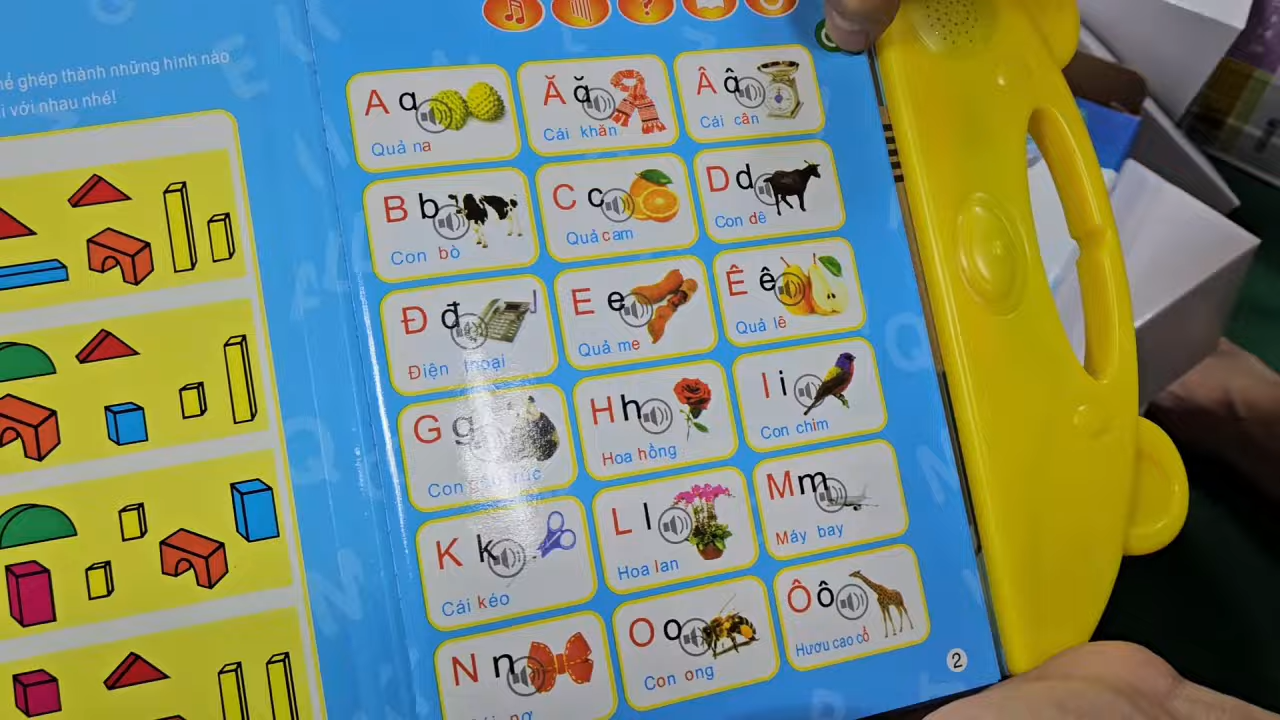 ghép thành những hình nào
với nhau nhé!
A a
Quả na
Ă ă
Cái khăn
Â â
Cái cân
B b
Con bò
C c
Quả cam
D d
Con dê
Đ đ
Điện thoại
E e
Quả me
Ê ê
Quả lê
G g
Con
H h
Hoa hồng
I i
Con chim
K k
Cái kéo
L l
Hoa lan
M m
Máy bay
N n
O o
Con ong
Ô ô
Hươu cao cổ
2